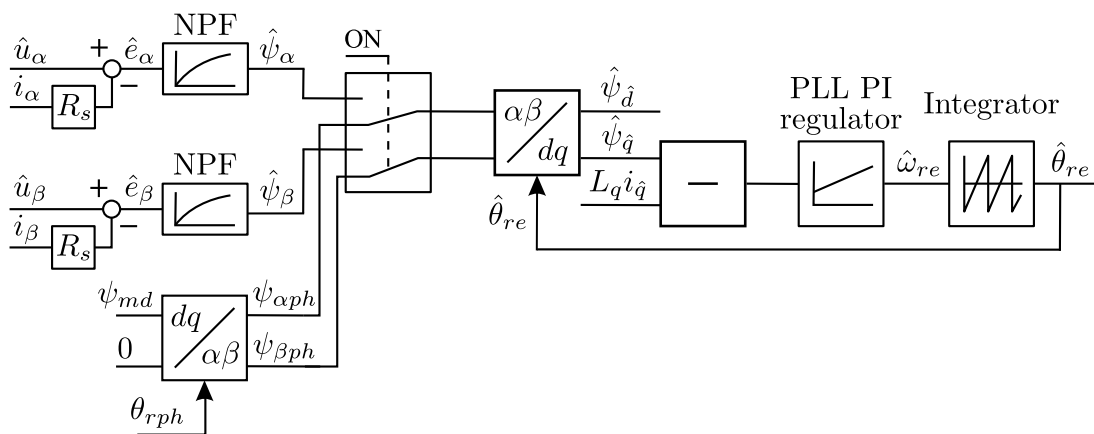 NPF
ON
+
û_α
ê_α
ψ̂_α
−
i_α
R_s
αβ
dq
ψ̂_d̂
ψ̂_q̂
L_q i_q̂
−
PLL PI
regulator
Integrator
ω̂_re
θ̂_re
θ̂_re
NPF
+
û_β
ê_β
ψ̂_β
−
i_β
R_s
ψ_md
0
dq
αβ
ψ_αph
ψ_βph
θ_rph